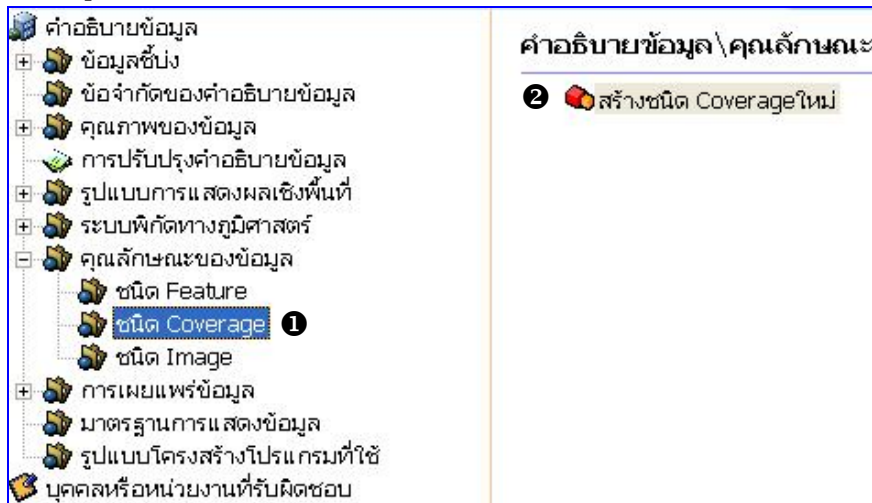 คำอธิบายข้อมูล
ข้อมูลชี้บ่ง
ข้อจำกัดของคำอธิบายข้อมูล
คุณภาพของข้อมูล
การปรับปรุงคำอธิบายข้อมูล
รูปแบบการแสดงผลเชิงพื้นที่
ระบบพิกัดทางภูมิศาสตร์
คุณลักษณะของข้อมูล
ชนิด Feature
ชนิด Coverage ❶
ชนิด Image
การเผยแพร่ข้อมูล
มาตรฐานการแสดงข้อมูล
รูปแบบโครงสร้างโปรแกรมที่ใช้
บุคคลหรือหน่วยงานที่รับผิดชอบ
คำอธิบายข้อมูล\คุณลักษณะ
❷ สร้างชนิด Coverageใหม่